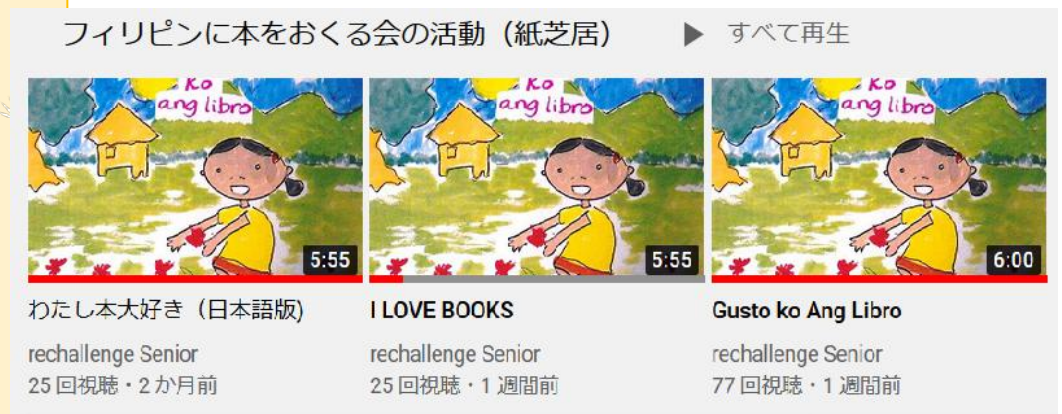 フィリピンに本をおくる会の活動（紙芝居）
すべて再生
ko
ang libro
5:55
ko
ang libro
5:55
ko
ang libro
6:00
わたし本大好き（日本語版)
rechallenge Senior
25 回視聴・2 か月前
I LOVE BOOKS
rechallenge Senior
25 回視聴・1 週間前
Gusto ko Ang Libro
rechallenge Senior
77 回視聴・1 週間前